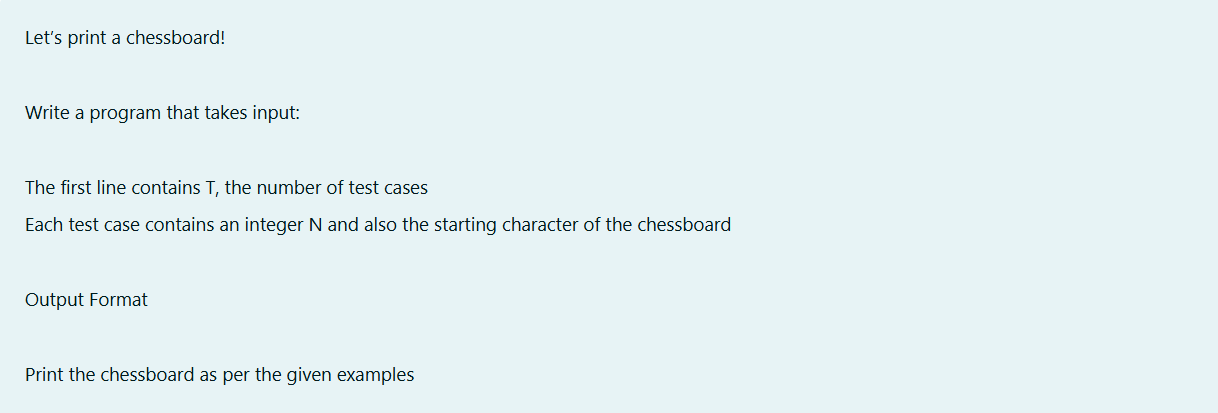 Let's print a chessboard!
Write a program that takes input:
The first line contains T, the number of test cases
Each test case contains an integer N and also the starting character of the chessboard
Output Format
Print the chessboard as per the given examples